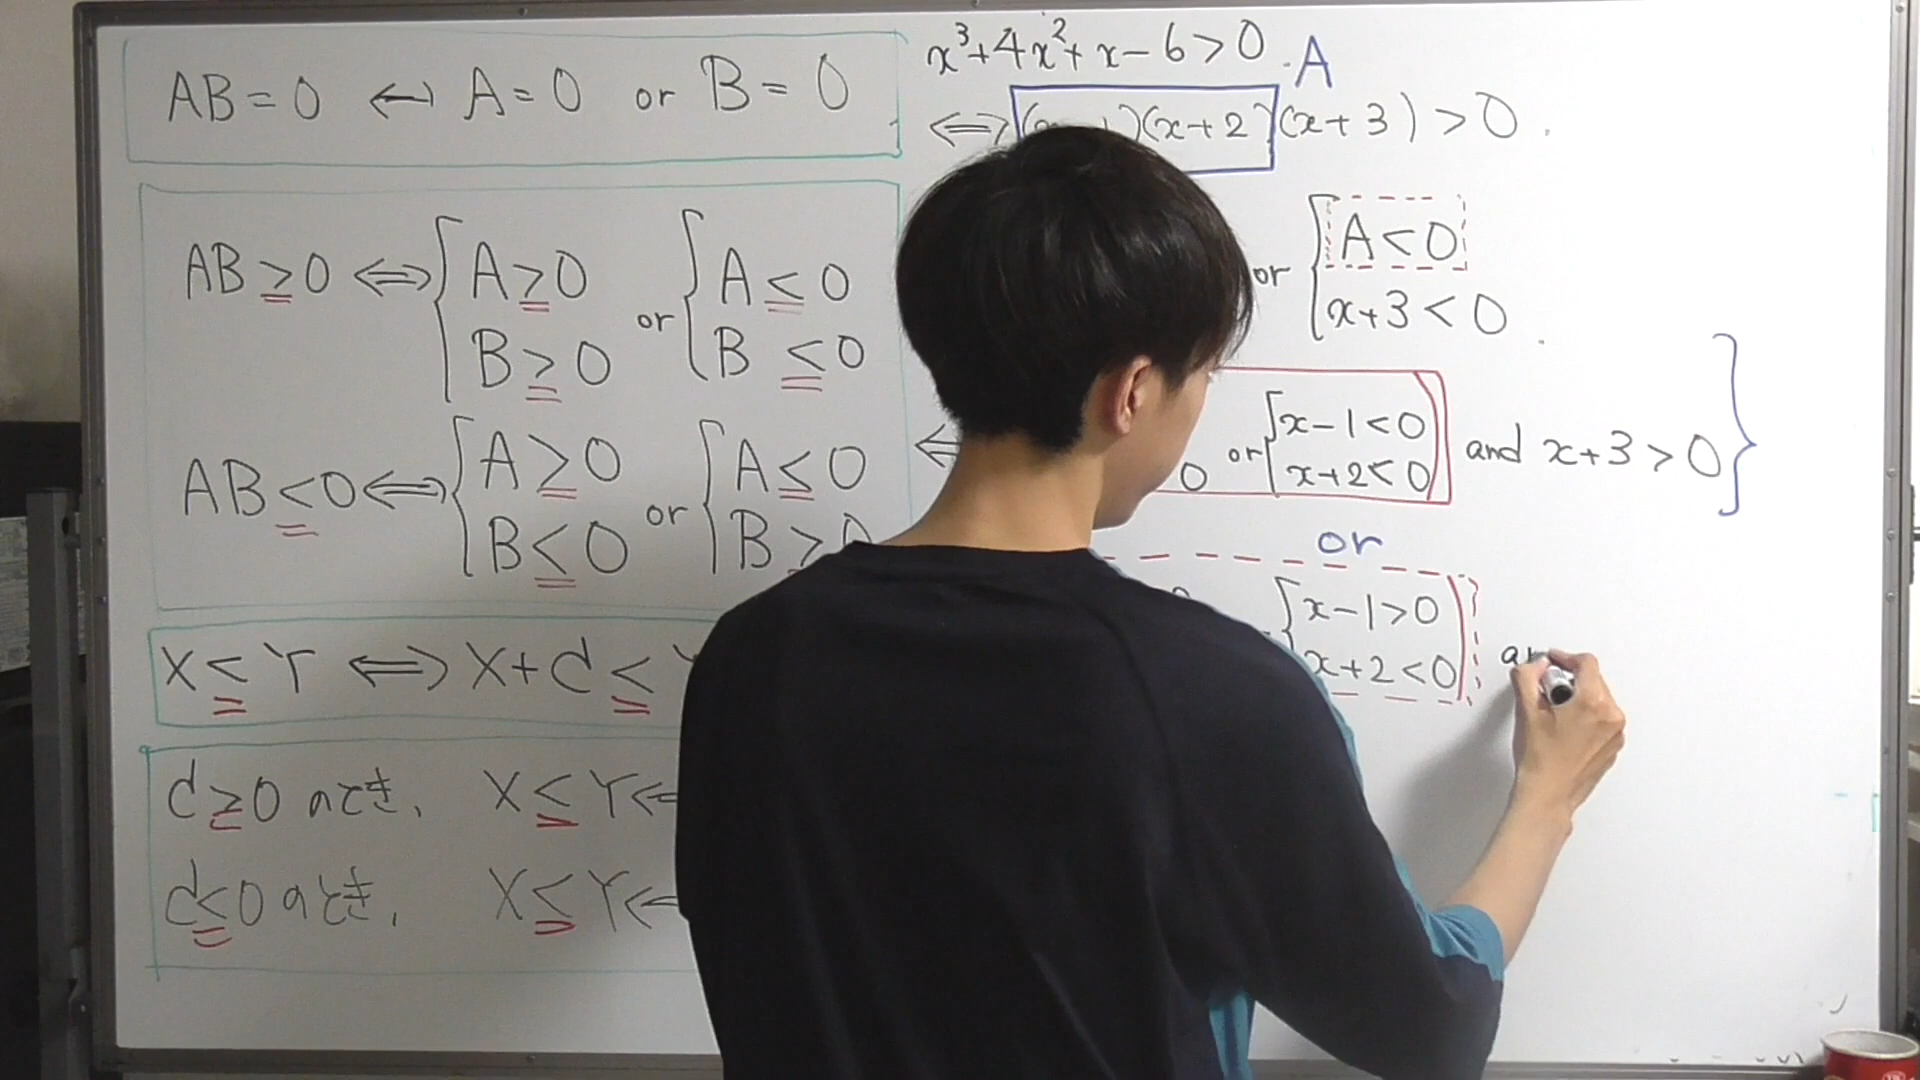 AB = 0 ↔ A = 0 or B = 0
AB ≥ 0 ⇔ { A ≥ 0 B ≥ 0 or { A ≤ 0 B ≤ 0
AB ≤ 0 ⇔ { A ≥ 0 B ≤ 0 or { A ≤ 0 B ≥ 0
X ≤ Y ⇔ X + d ≤
d ≥ 0 のとき, X ≤ Y ⇐
d ≤ 0 のとき, X ≤ Y ⇐
x³+4x²+x-6>0. A
⇔ )(x+2)(x+3)>0.
or { A<0
x+3<0.
0 or { x-1<0 x+2<0 ) and x+3>0 }
or
{ x-1>0
x+2<0 )